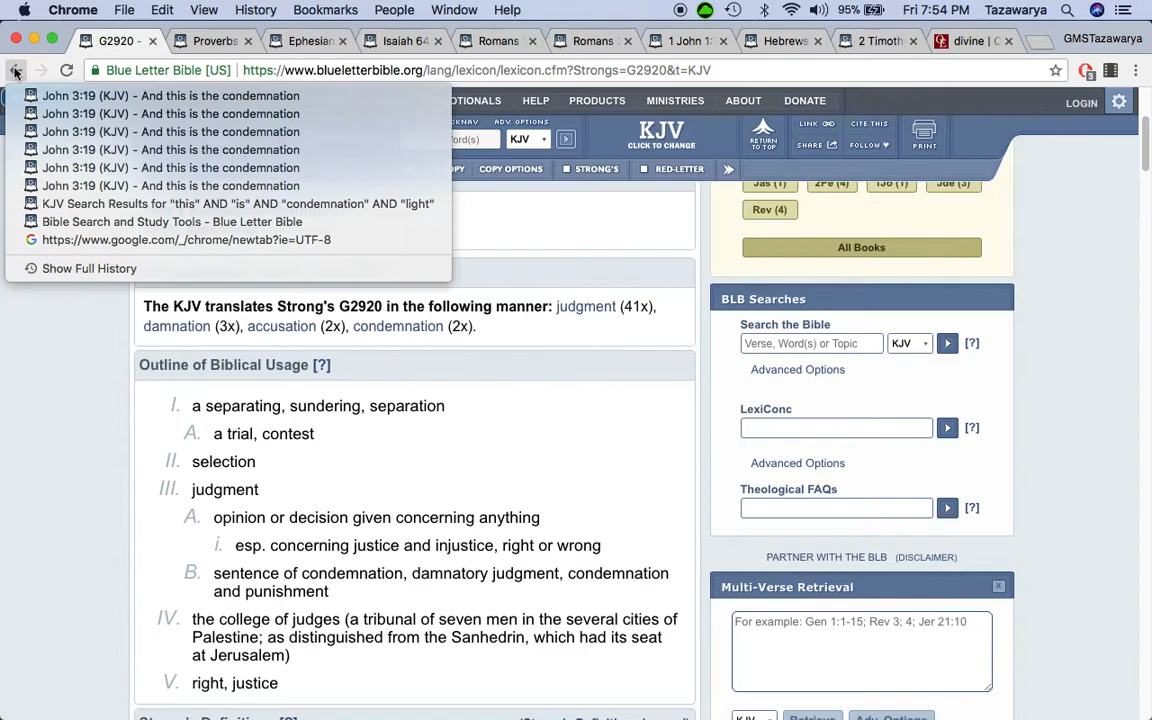 Chrome File Edit View History Bookmarks People Window Help 95% Fri 7:54 PM Tazawarya
G2920 - Proverbs Ephesian Isaiah 64 Romans Romans 1 John 1: Hebrews 2 Timoth divine | C GMSTazawarya
Blue Letter Bible [US] https://www.blueletterbible.org/lang/lexicon/lexicon.cfm?Strongs=G2920&t=KJV 3
John 3:19 (KJV) - And this is the condemnation
John 3:19 (KJV) - And this is the condemnation
John 3:19 (KJV) - And this is the condemnation
John 3:19 (KJV) - And this is the condemnation
John 3:19 (KJV) - And this is the condemnation
John 3:19 (KJV) - And this is the condemnation
KJV Search Results for "this" AND "is" AND "condemnation" AND "light"
Bible Search and Study Tools - Blue Letter Bible
https://www.google.com/_/chrome/newtab?ie=UTF-8
Show Full History
OTIONALS HELP PRODUCTS MINISTRIES ABOUT DONATE LOGIN
NAV ADV. OPTIONS
ord(s) KJV
KJV
CLICK TO CHANGE
RETURN
TO TOP
LINK CITE THIS
SHARE FOLLOW
PRINT
OPY COPY OPTIONS STRONG'S RED-LETTER
Jas (1) 2Pe (4) 1Jo (1) Jde (3)
Rev (4)
All Books
The KJV translates Strong's G2920 in the following manner: judgment (41x),
damnation (3x), accusation (2x), condemnation (2x).
Outline of Biblical Usage [?]
I. a separating, sundering, separation
A. a trial, contest
II. selection
III. judgment
A. opinion or decision given concerning anything
i. esp. concerning justice and injustice, right or wrong
B. sentence of condemnation, damnatory judgment, condemnation
and punishment
IV. the college of judges (a tribunal of seven men in the several cities of
Palestine; as distinguished from the Sanhedrin, which had its seat
at Jerusalem)
V. right, justice
BLB Searches
Search the Bible
Verse, Word(s) or Topic KJV [?]
Advanced Options
LexiConc
[?]
Advanced Options
Theological FAQs
[?]
PARTNER WITH THE BLB (DISCLAIMER)
Multi-Verse Retrieval X
For example: Gen 1:1-15; Rev 3; 4; Jer 21:10
KJV Retrieve Adv. Options